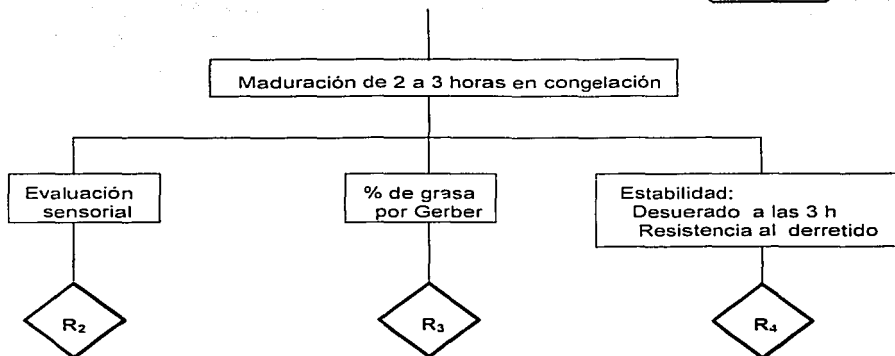 Maduración de 2 a 3 horas en congelación
Evaluación
sensorial
% de grasa
por Gerber
Estabilidad:
Desuerado a las 3 h
Resistencia al derretido
R₂
R₃
R₄